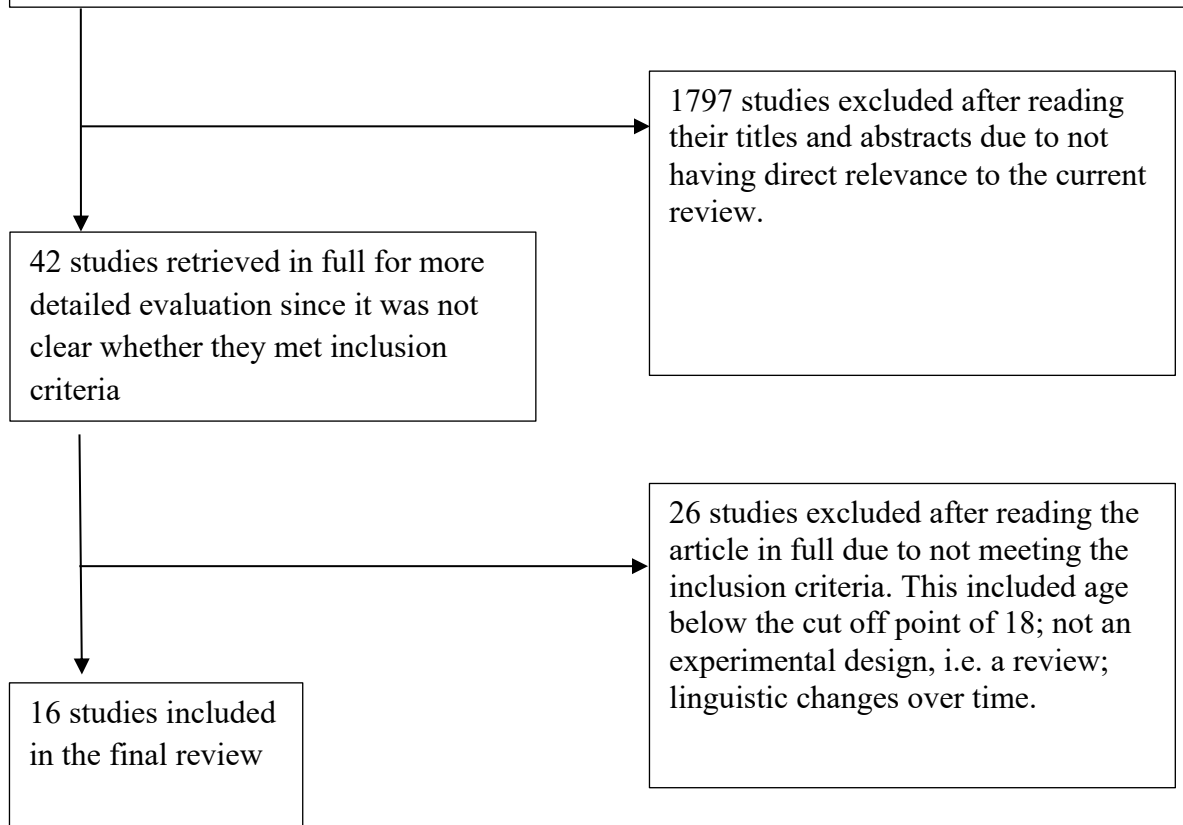 1797 studies excluded after reading
their titles and abstracts due to not
having direct relevance to the current
review.
42 studies retrieved in full for more
detailed evaluation since it was not
clear whether they met inclusion
criteria
26 studies excluded after reading the
article in full due to not meeting the
inclusion criteria. This included age
below the cut off point of 18; not an
experimental design, i.e. a review;
linguistic changes over time.
16 studies included
in the final review